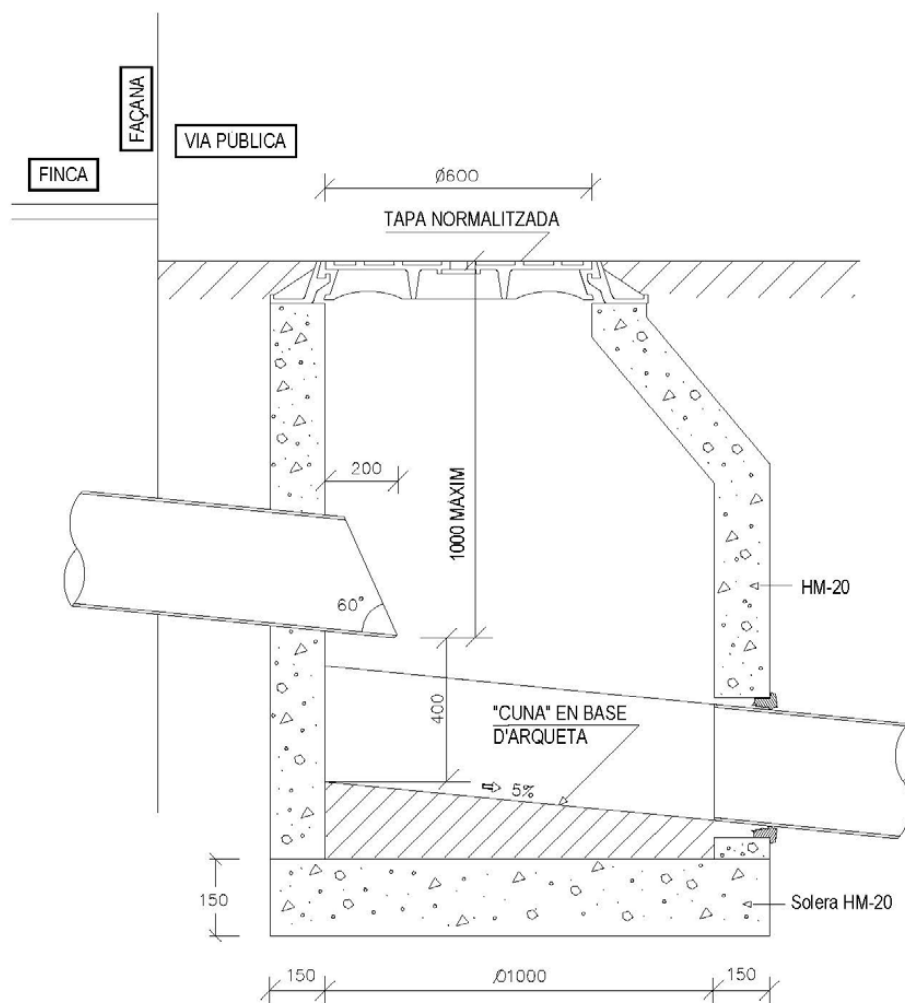 FAÇANA
VIA PÚBLICA
FINCA
Ø600
TAPA NORMALITZADA
200
1000 MÀXIM
60°
HM-20
400
"CUNA" EN BASE
D'ARQUETA
5%
150
Solera HM-20
150
Ø1000
150